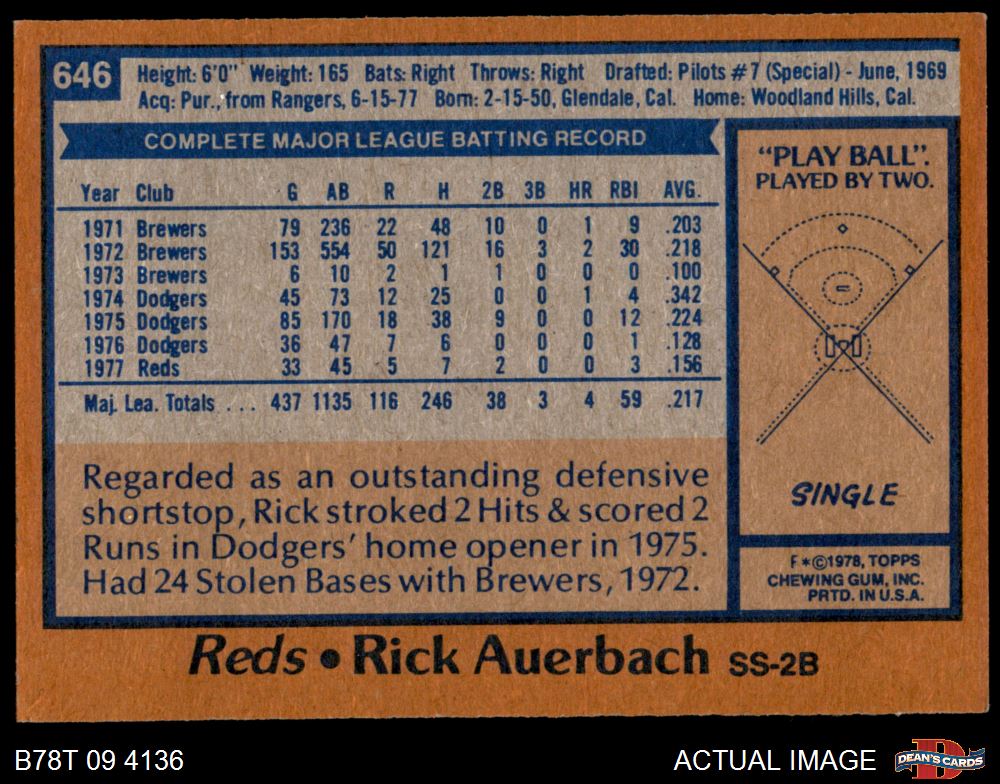 646
Height: 6'0" Weight: 165 Bats: Right Throws: Right Drafted: Pilots #7 (Special) - June, 1969
Acq: Pur., from Rangers, 6-15-77 Born: 2-15-50, Glendale, Cal. Home: Woodland Hills, Cal.
COMPLETE MAJOR LEAGUE BATTING RECORD
Year Club G AB R H 2B 3B HR RBI AVG.
1971 Brewers 79 236 22 48 10 0 1 9 .203
1972 Brewers 153 554 50 121 16 3 2 30 .218
1973 Brewers 6 10 2 1 1 0 0 0 .100
1974 Dodgers 45 73 12 25 0 0 1 4 .342
1975 Dodgers 85 170 18 38 9 0 0 12 .224
1976 Dodgers 36 47 7 6 0 0 0 1 .128
1977 Reds 33 45 5 7 2 0 0 3 .156
Maj. Lea. Totals ... 437 1135 116 246 38 3 4 59 .217
Regarded as an outstanding defensive
shortstop, Rick stroked 2 Hits & scored 2
Runs in Dodgers' home opener in 1975.
Had 24 Stolen Bases with Brewers, 1972.
"PLAY BALL".
PLAYED BY TWO.
SINGLE
F*©1978, TOPPS
CHEWING GUM, INC.
PRTD. IN U.S.A.
Reds • Rick Auerbach SS-2B
B78T 09 4136
ACTUAL IMAGE
DEAN'S CARDS